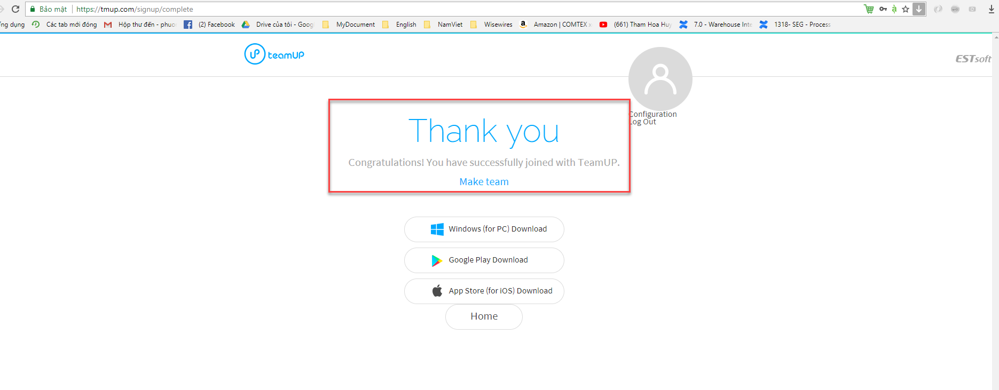 Bảo mật https://tmup.com/signup/complete
ng dụng Các tab mới đóng Hộp thư đến - phuo (2) Facebook Drive của tôi - Goog MyDocument English NamViet Wisewires Amazon | COMTEX x (661) Tham Hoa Huy 7.0 - Warehouse Inte 1318- SEG - Process
UP teamUP
ESTsoft
Configuration
Log Out
Thank you
Congratulations! You have successfully joined with TeamUP.
Make team
Windows (for PC) Download
Google Play Download
App Store (for iOS) Download
Home